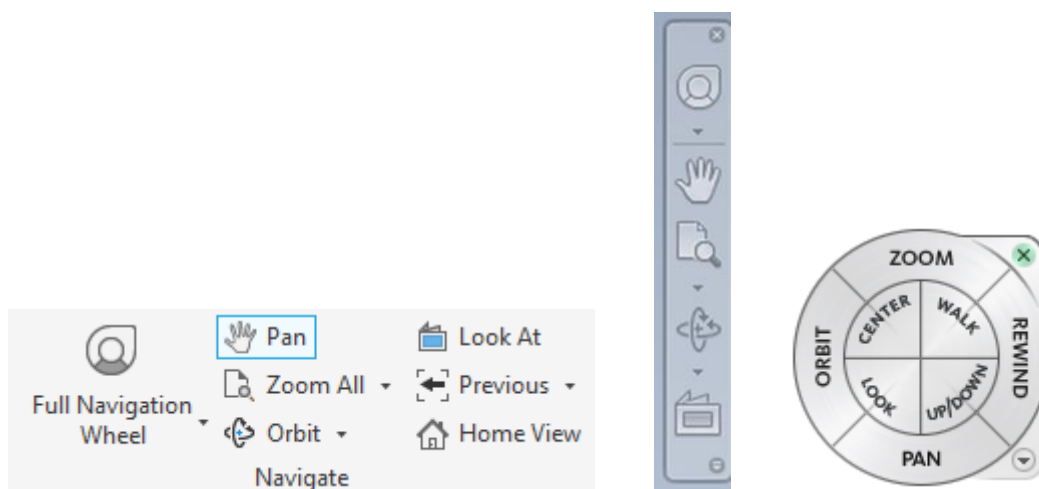 Full Navigation
Wheel
Pan
Zoom All
Orbit
Look At
Previous
Home View
Navigate
ZOOM
CENTER
WALK
ORBIT
REWIND
LOOK
UP/DOWN
PAN